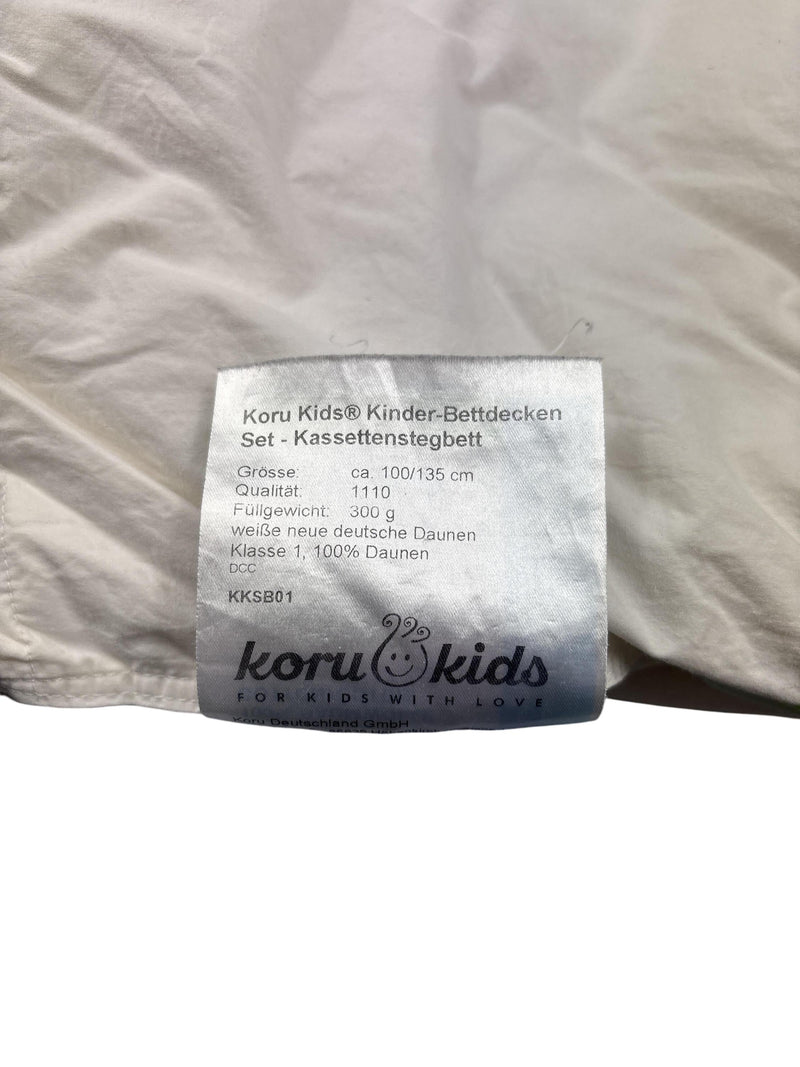 Koru Kids® Kinder-Bettdecken
Set - Kassettenstegbett
Grösse: ca. 100/135 cm
Qualität: 1110
Füllgewicht: 300 g
weiße neue deutsche Daunen
Klasse 1, 100% Daunen
DCC
KKSB01
koru kids
FOR KIDS WITH LOVE
Koru Deutschland GmbH